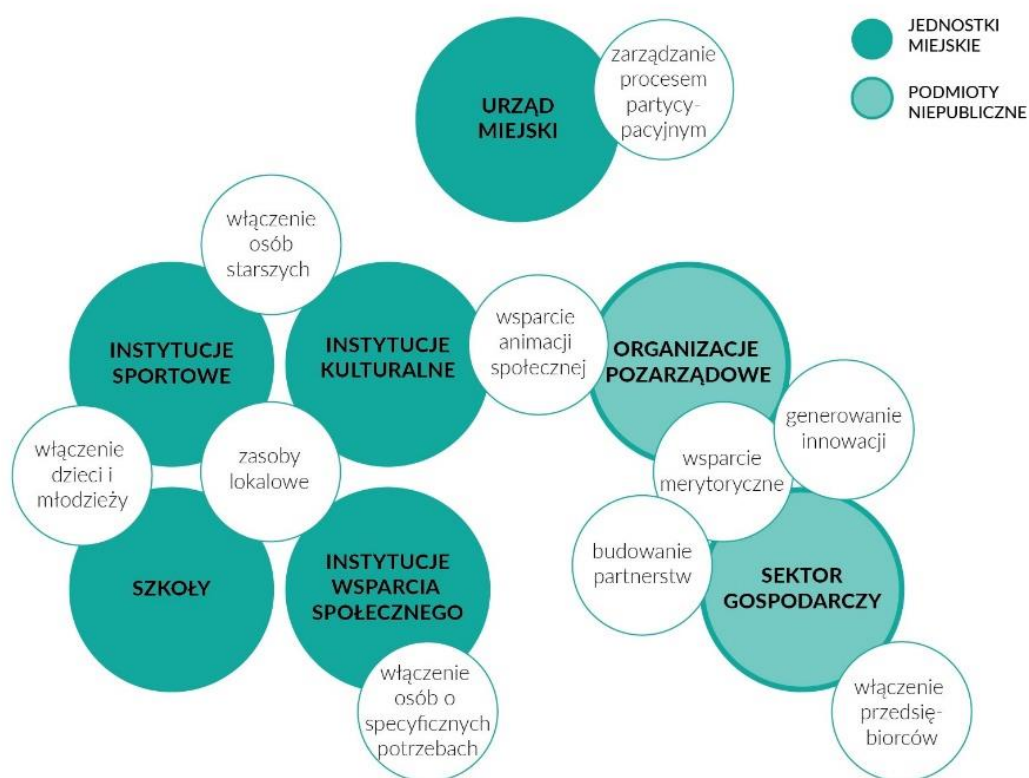 JEDNOSTKI
MIEJSKIE
PODMIOTY
NIEPUBLICZNE
URZĄD
MIEJSKI
zarządzanie
procesem
partycy-
pacyjnym
włączenie
osób
starszych
INSTYTUCJE
SPORTOWE
INSTYTUCJE
KULTURALNE
wsparcie
animacji
społecznej
ORGANIZACJE
POZARZĄDOWE
generowanie
innowacji
włączenie
dzieci i
młodzieży
zasoby
lokalowe
wsparcie
merytoryczne
budowanie
partnerstw
SZKOŁY
INSTYTUCJE
WSPARCIA
SPOŁECZNEGO
SEKTOR
GOSPODARCZY
włączenie
osób o
specyficznych
potrzebach
włączenie
przedsię-
biorców